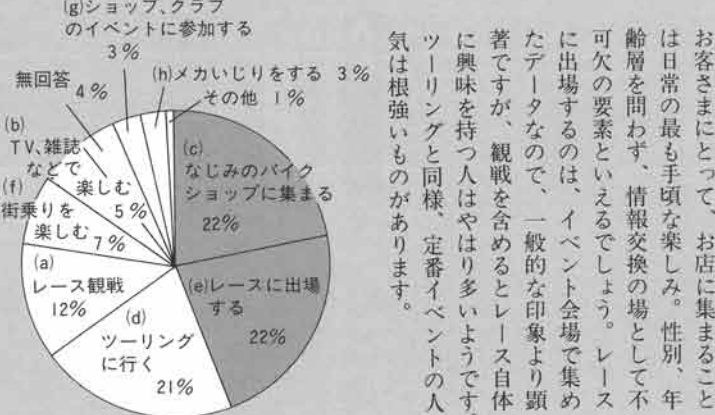 お客さまにとって、お店に集まること
は日常の最も手頃な楽しみ。性別、年
齢層を問わず、情報交換の場として不
可欠の要素といえるでしょう。レース
に出場するのは、イベント会場で集め
たデータなので、一般的な印象より顕
著ですが、観戦を含めるとレース自体
に興味を持つ人はやはり多いようです。
ツーリングと同様、定番イベントの人
気は根強いものがあります。
(g)ショップ、クラブ
のイベントに参加する
3%
(h)メカいじりをする 3%
その他 1%
無回答 4%
(b)
TV、雑誌
などで
楽しむ
5%
(f)
街乗りを
楽しむ
7%
(a)
レース観戦
12%
(d)
ツーリング
に行く
21%
(e)レースに出場
する
22%
(c)
なじみのバイク
ショップに集まる
22%